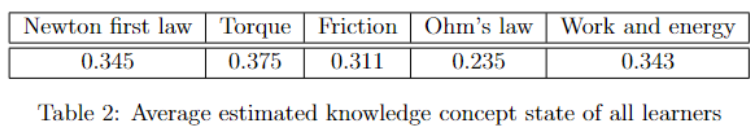 Newton first law Torque Friction Ohm's law Work and energy
0.345 0.375 0.311 0.235 0.343
Table 2: Average estimated knowledge concept state of all learners